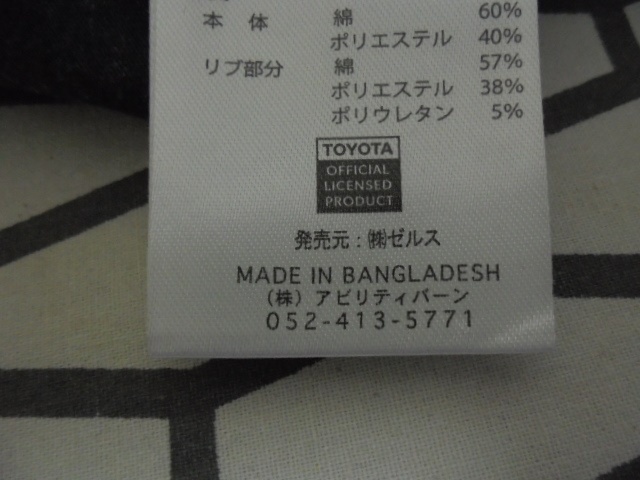 本 体 綿 60%
ポリエステル 40%
リブ部分 綿 57%
ポリエステル 38%
ポリウレタン 5%
TOYOTA
OFFICIAL
LICENSED
PRODUCT
発売元：㈱ゼルス
MADE IN BANGLADESH
（株）アビリティバーン
052-413-5771